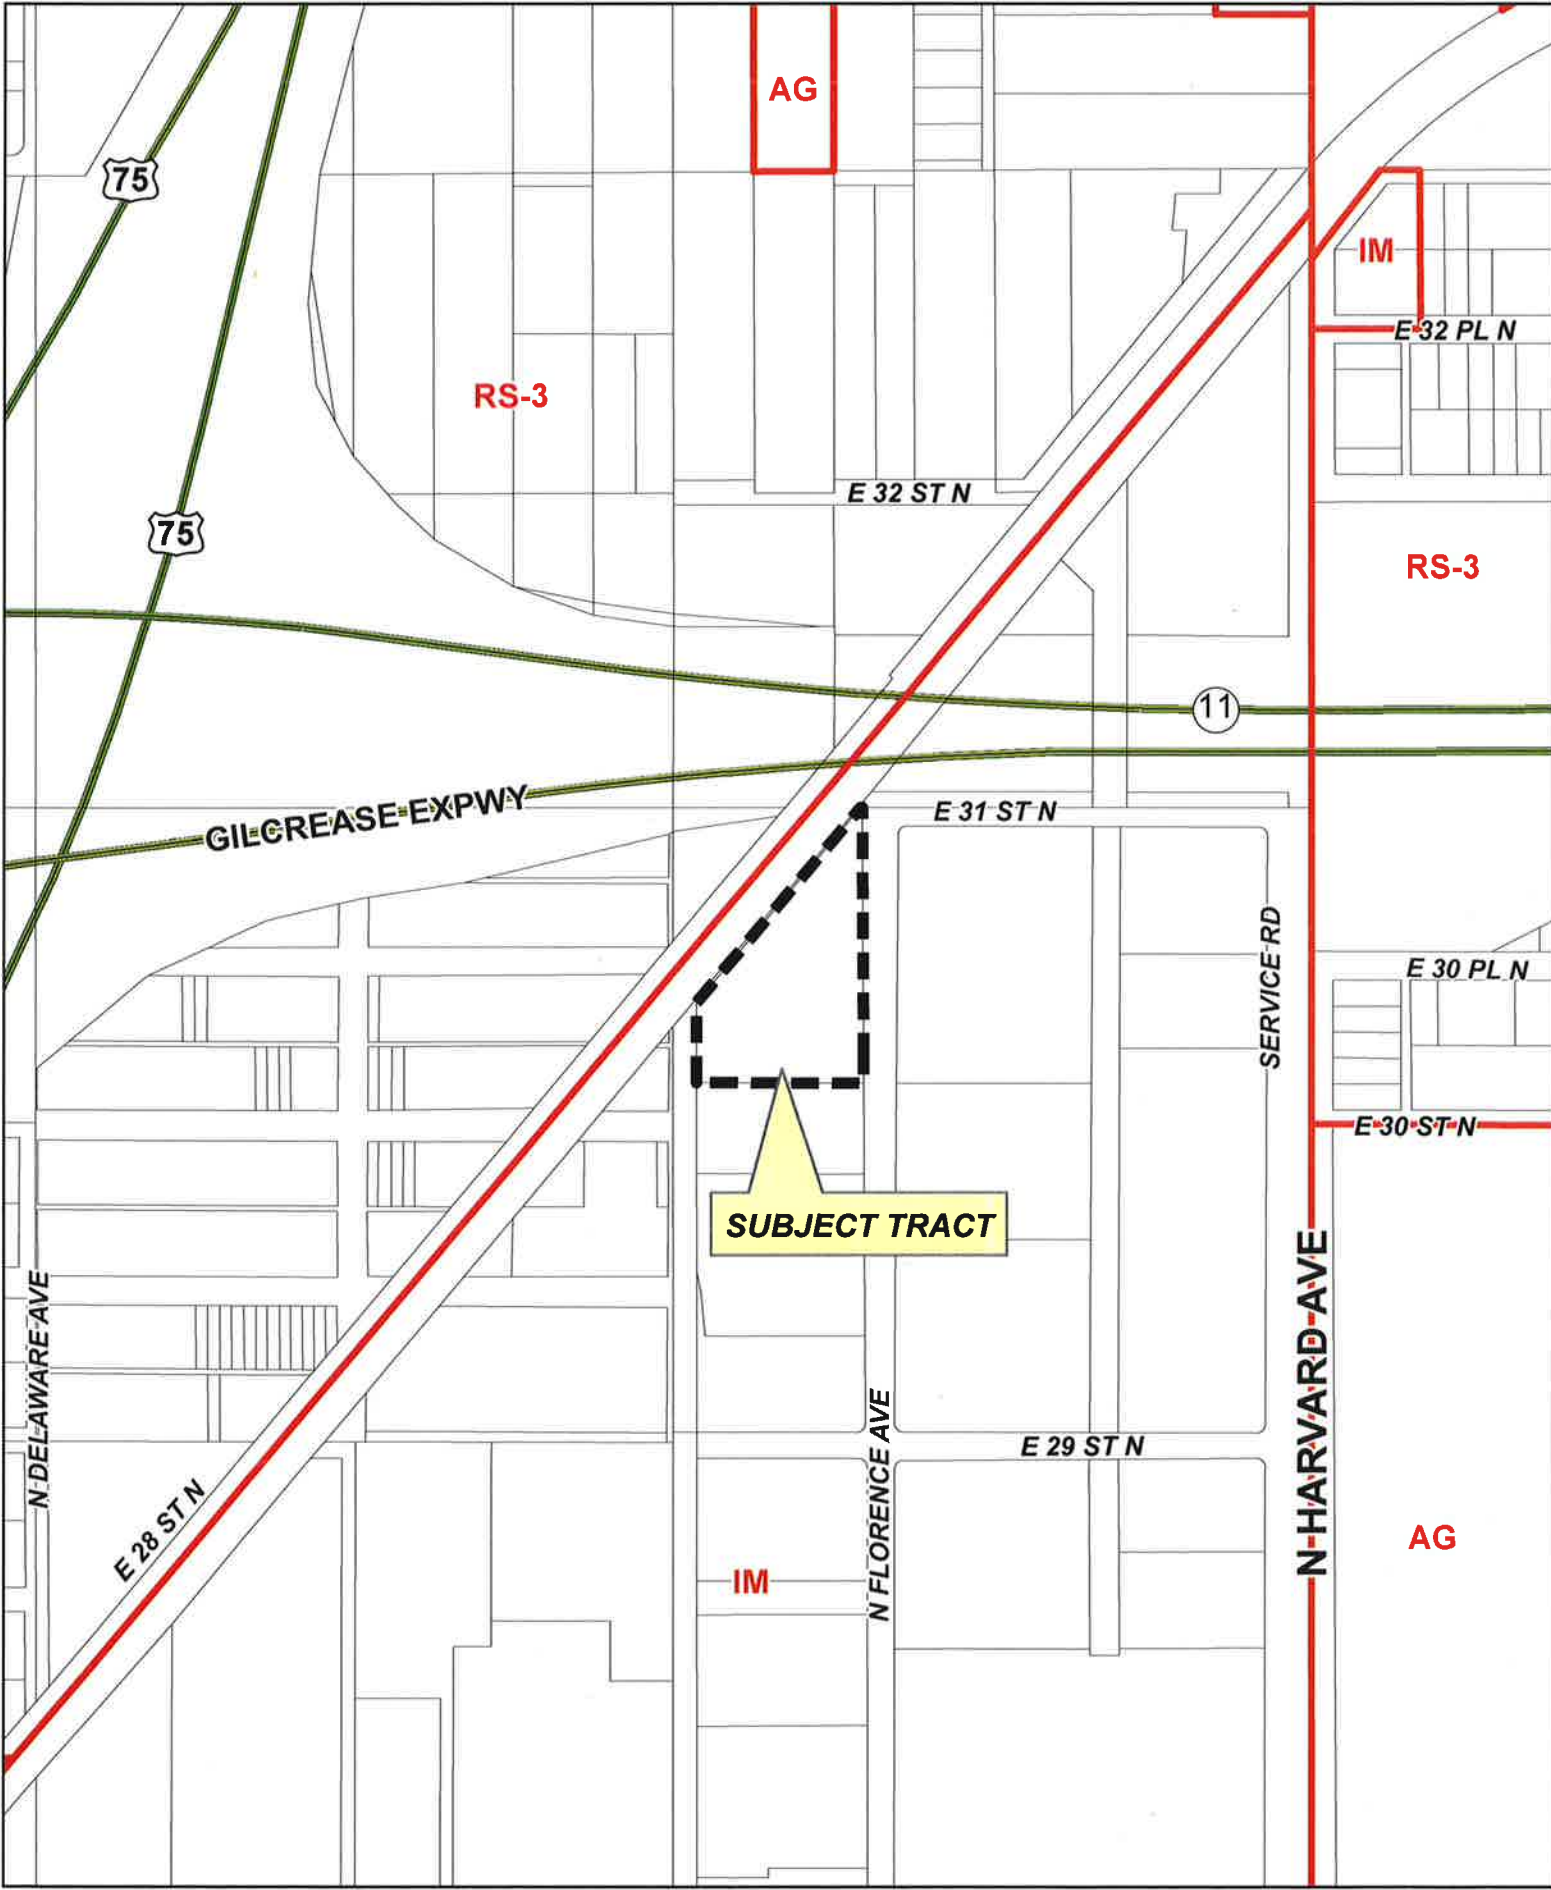 AG
75
IM
E 32 PL N
RS-3
E 32 ST N
75
RS-3
11
GILCREASE EXPWY
E 31 ST N
SERVICE RD
E 30 PL N
E 30 ST N
SUBJECT TRACT
N HARVARD AVE
N DELAWARE AVE
N FLORENCE AVE
E 29 ST N
E 28 ST N
AG
IM